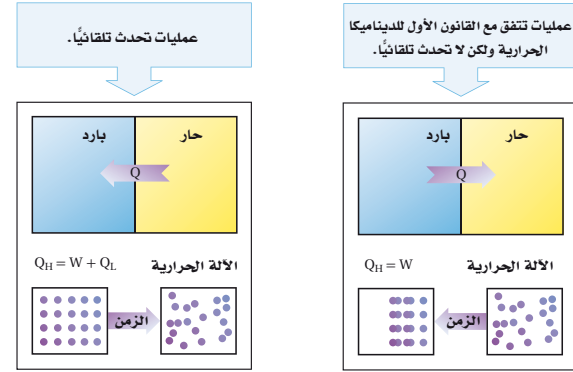 عمليات تتفق مع القانون الأول للديناميكا
الحرارية ولكن لا تحدث تلقائيًّا.
حار
بارد
Q
الآلة الحرارية
Q_H = W
الزمن
عمليات تحدث تلقائيًّا.
حار
بارد
Q
الآلة الحرارية
Q_H = W + Q_L
الزمن